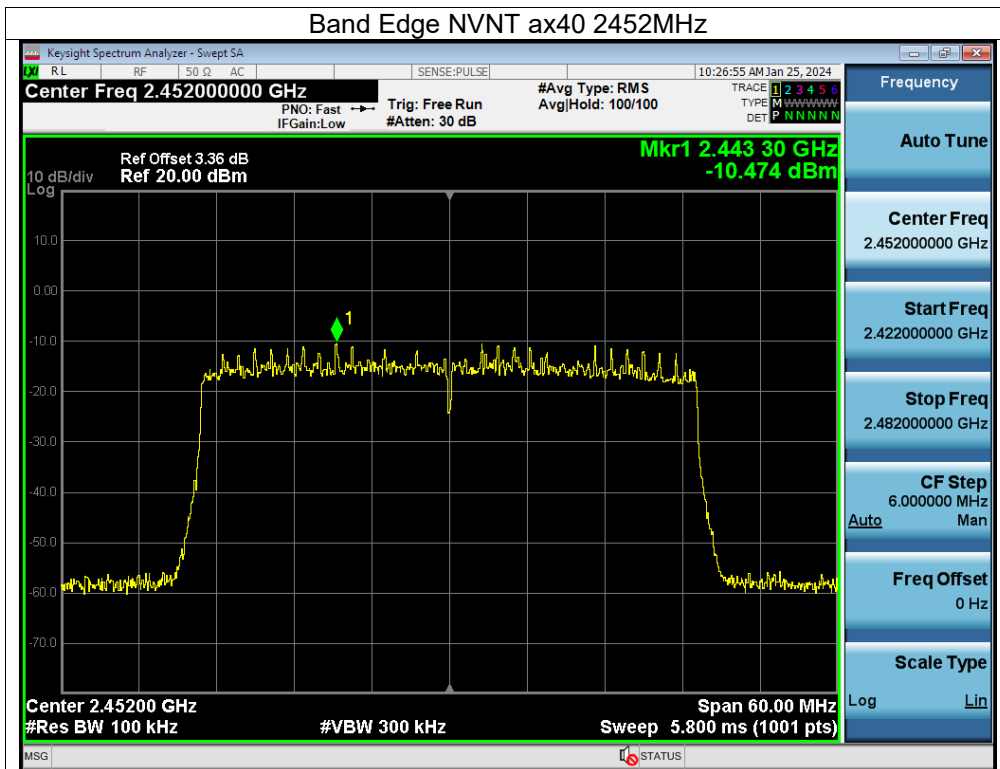 Band Edge NVNT ax40 2452MHz
Keysight Spectrum Analyzer - Swept SA
LXI RL RF 50 Ω AC SENSE:PULSE 10:26:55 AM Jan 25, 2024
Center Freq 2.452000000 GHz
PNO: Fast
IFGain:Low
Trig: Free Run
#Atten: 30 dB
#Avg Type: RMS
Avg|Hold: 100/100
TRACE 1 2 3 4 5 6
TYPE M W W W W W
DET P N N N N N
Mkr1 2.443 30 GHz
-10.474 dBm
Ref Offset 3.36 dB
10 dB/div Ref 20.00 dBm
Log
10.0
0.00
-10.0
-20.0
-30.0
-40.0
-50.0
-60.0
-70.0
1
Center 2.45200 GHz Span 60.00 MHz
#Res BW 100 kHz #VBW 300 kHz Sweep 5.800 ms (1001 pts)
MSG STATUS
Frequency
Auto Tune
Center Freq
2.452000000 GHz
Start Freq
2.422000000 GHz
Stop Freq
2.482000000 GHz
CF Step
6.000000 MHz
Auto Man
Freq Offset
0 Hz
Scale Type
Log Lin